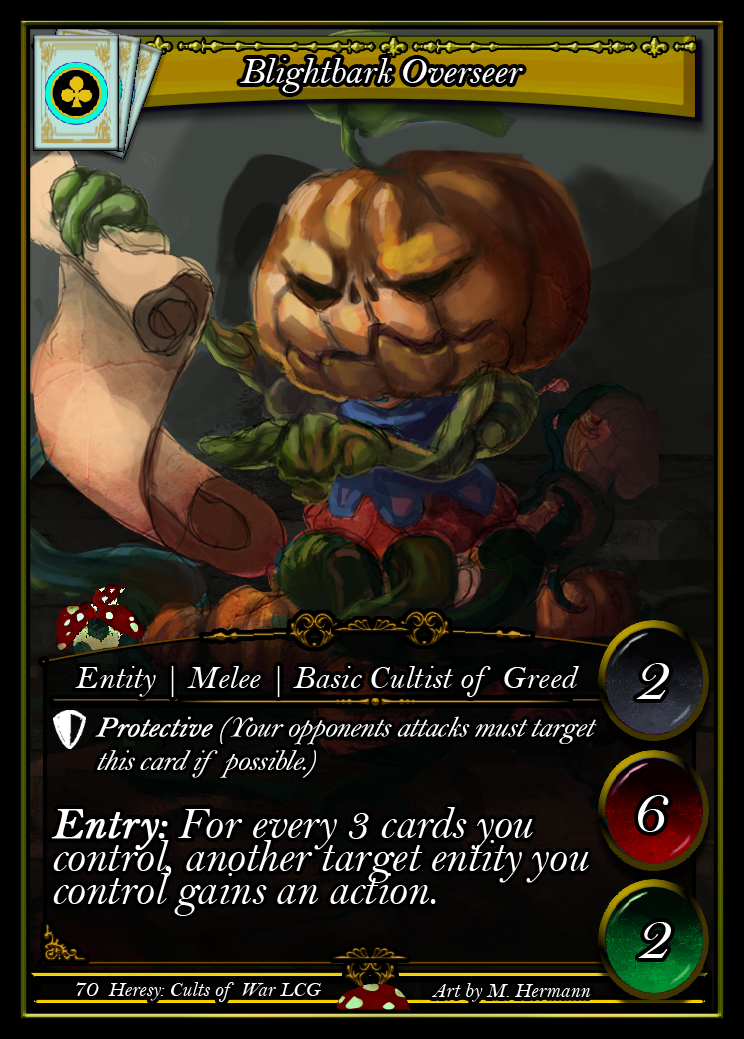 Blightbark Overseer
Entity | Melee | Basic Cultist of Greed
2
Protective (Your opponents attacks must target
this card if possible.)
6
Entry: For every 3 cards you
control, another target entity you
control gains an action.
2
70 Heresy: Cults of War LCG
Art by M. Hermann